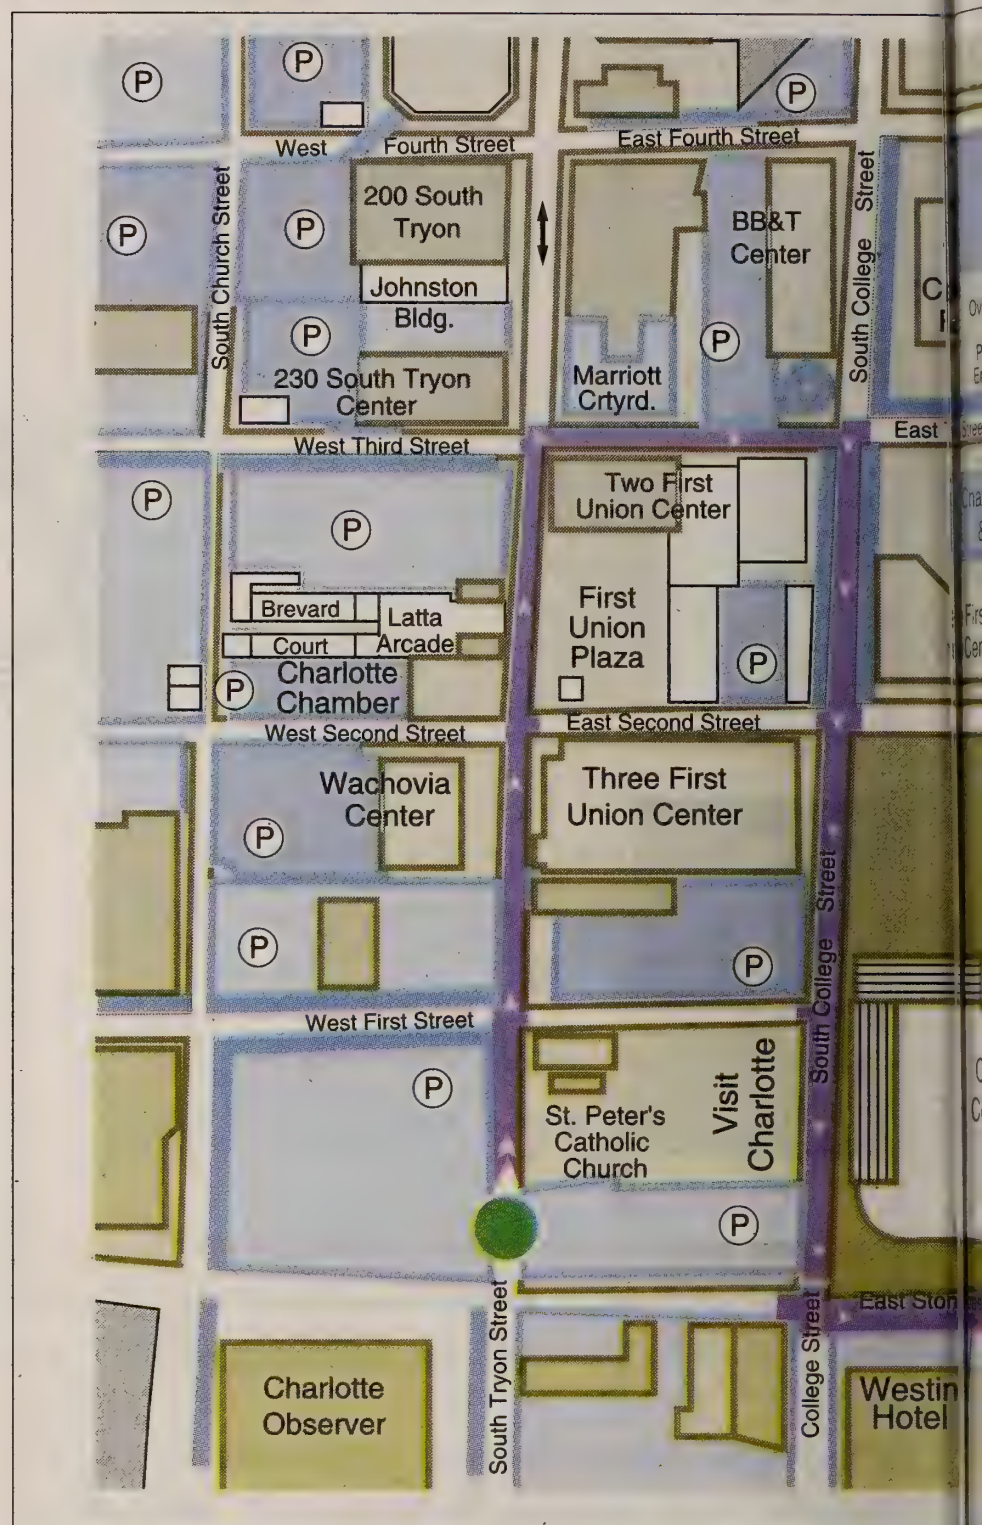 P
P
P
West
Fourth Street
East Fourth Street
South Church Street
P
P
200 South
Tryon
BB&T
Center
South College Street
Johnston
Bldg.
P
P
230 South Tryon
Center
Marriott
Crtyrd.
West Third Street
East
P
P
Two First
Union Center
Brevard
Court
Latta
Arcade
First
Union
Plaza
P
Charlotte
Chamber
P
West Second Street
East Second Street
Wachovia
Center
Three First
Union Center
P
P
P
South College Street
West First Street
P
St. Peter's
Catholic
Church
Visit
Charlotte
P
South Tryon Street
College Street
East Ston
Charlotte
Observer
Westin
Hotel